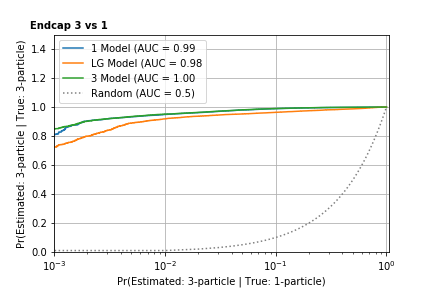 Endcap 3 vs 1
1.4
1.2
1.0
0.8
0.6
0.4
0.2
0.0
Pr(Estimated: 3-particle | True: 3-particle)
1 Model (AUC = 0.99
LG Model (AUC = 0.98
3 Model (AUC = 1.00
Random (AUC = 0.5)
10⁻³
10⁻²
10⁻¹
10⁰
Pr(Estimated: 3-particle | True: 1-particle)